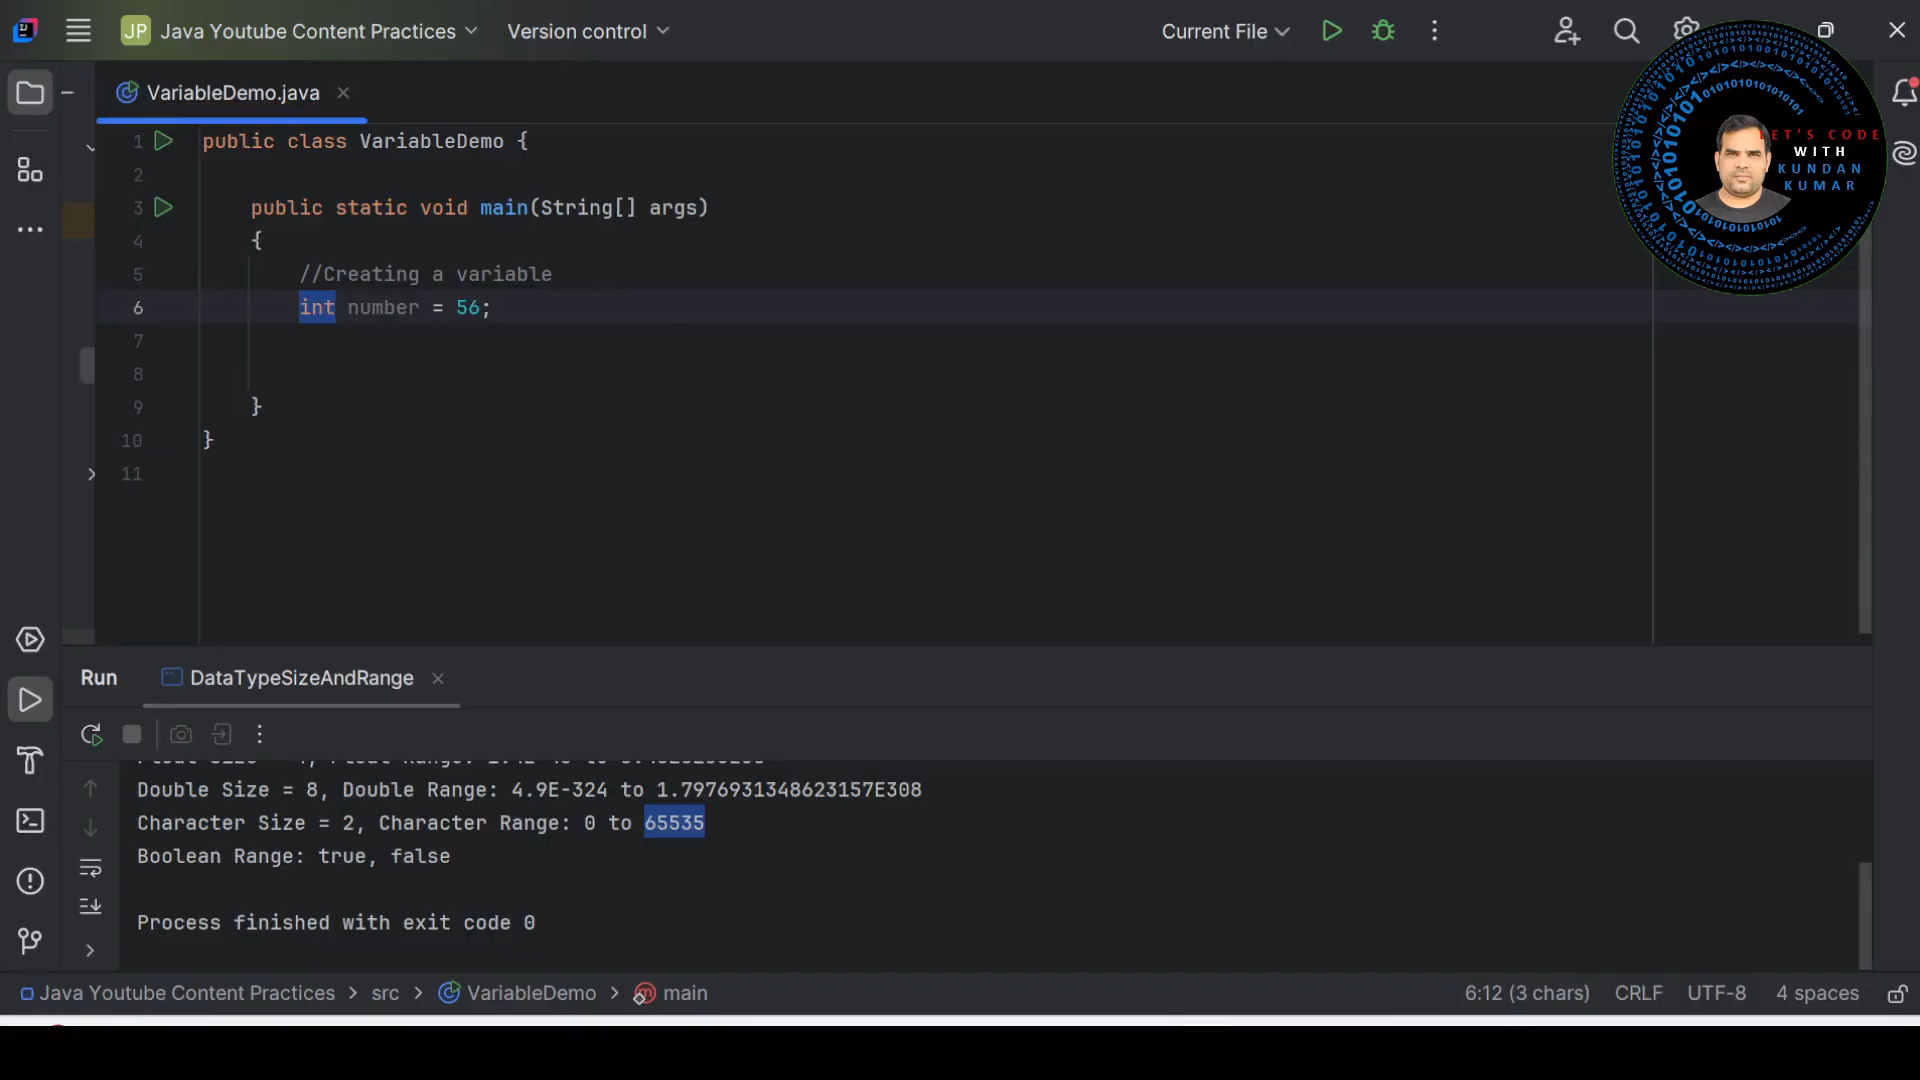 JP Java Youtube Content Practices Version control Current File
VariableDemo.java
LET'S CODE
WITH
KUNDAN
KUMAR
1 public class VariableDemo {
2
3 public static void main(String[] args)
4 {
5 //Creating a variable
6 int number = 56;
7
8
9 }
10 }
11
Run DataTypeSizeAndRange
Double Size = 8, Double Range: 4.9E-324 to 1.7976931348623157E308
Character Size = 2, Character Range: 0 to 65535
Boolean Range: true, false
Process finished with exit code 0
Java Youtube Content Practices > src > VariableDemo > main 6:12 (3 chars) CRLF UTF-8 4 spaces